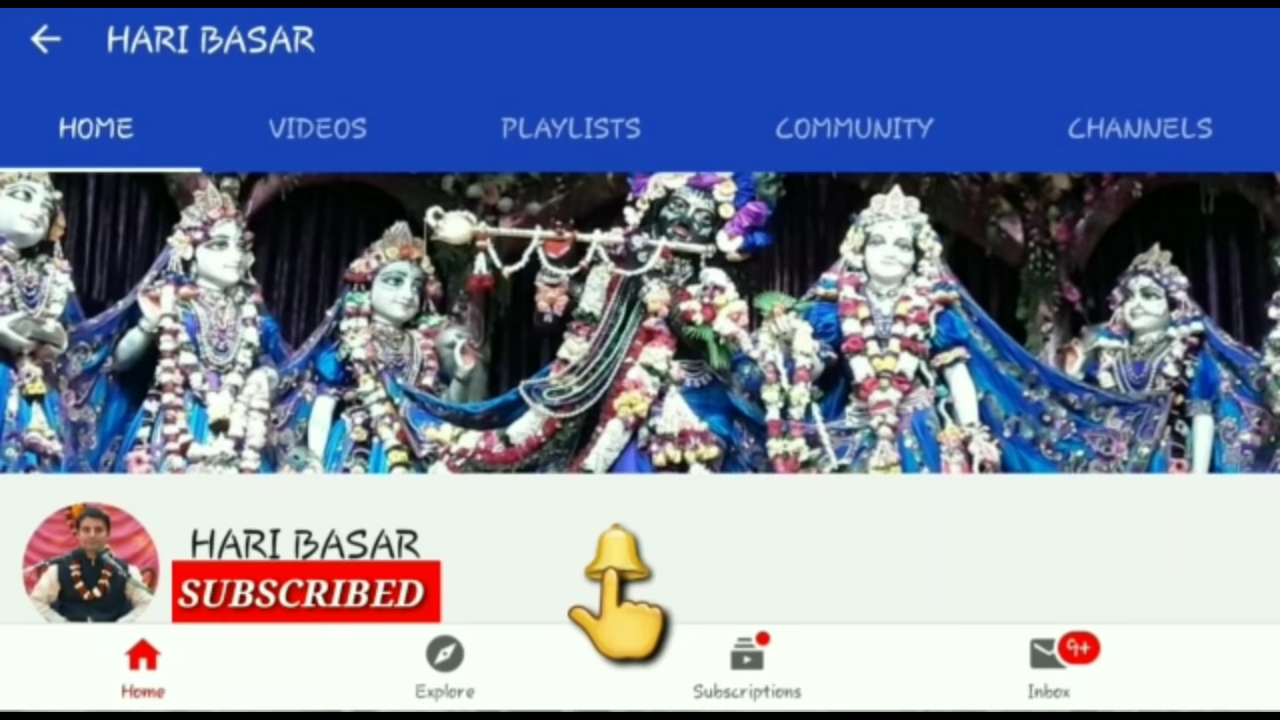 HARI BASAR
HOME VIDEOS PLAYLISTS COMMUNITY CHANNELS
HARI BASAR
SUBSCRIBED
9+
Home Explore Subscriptions Inbox